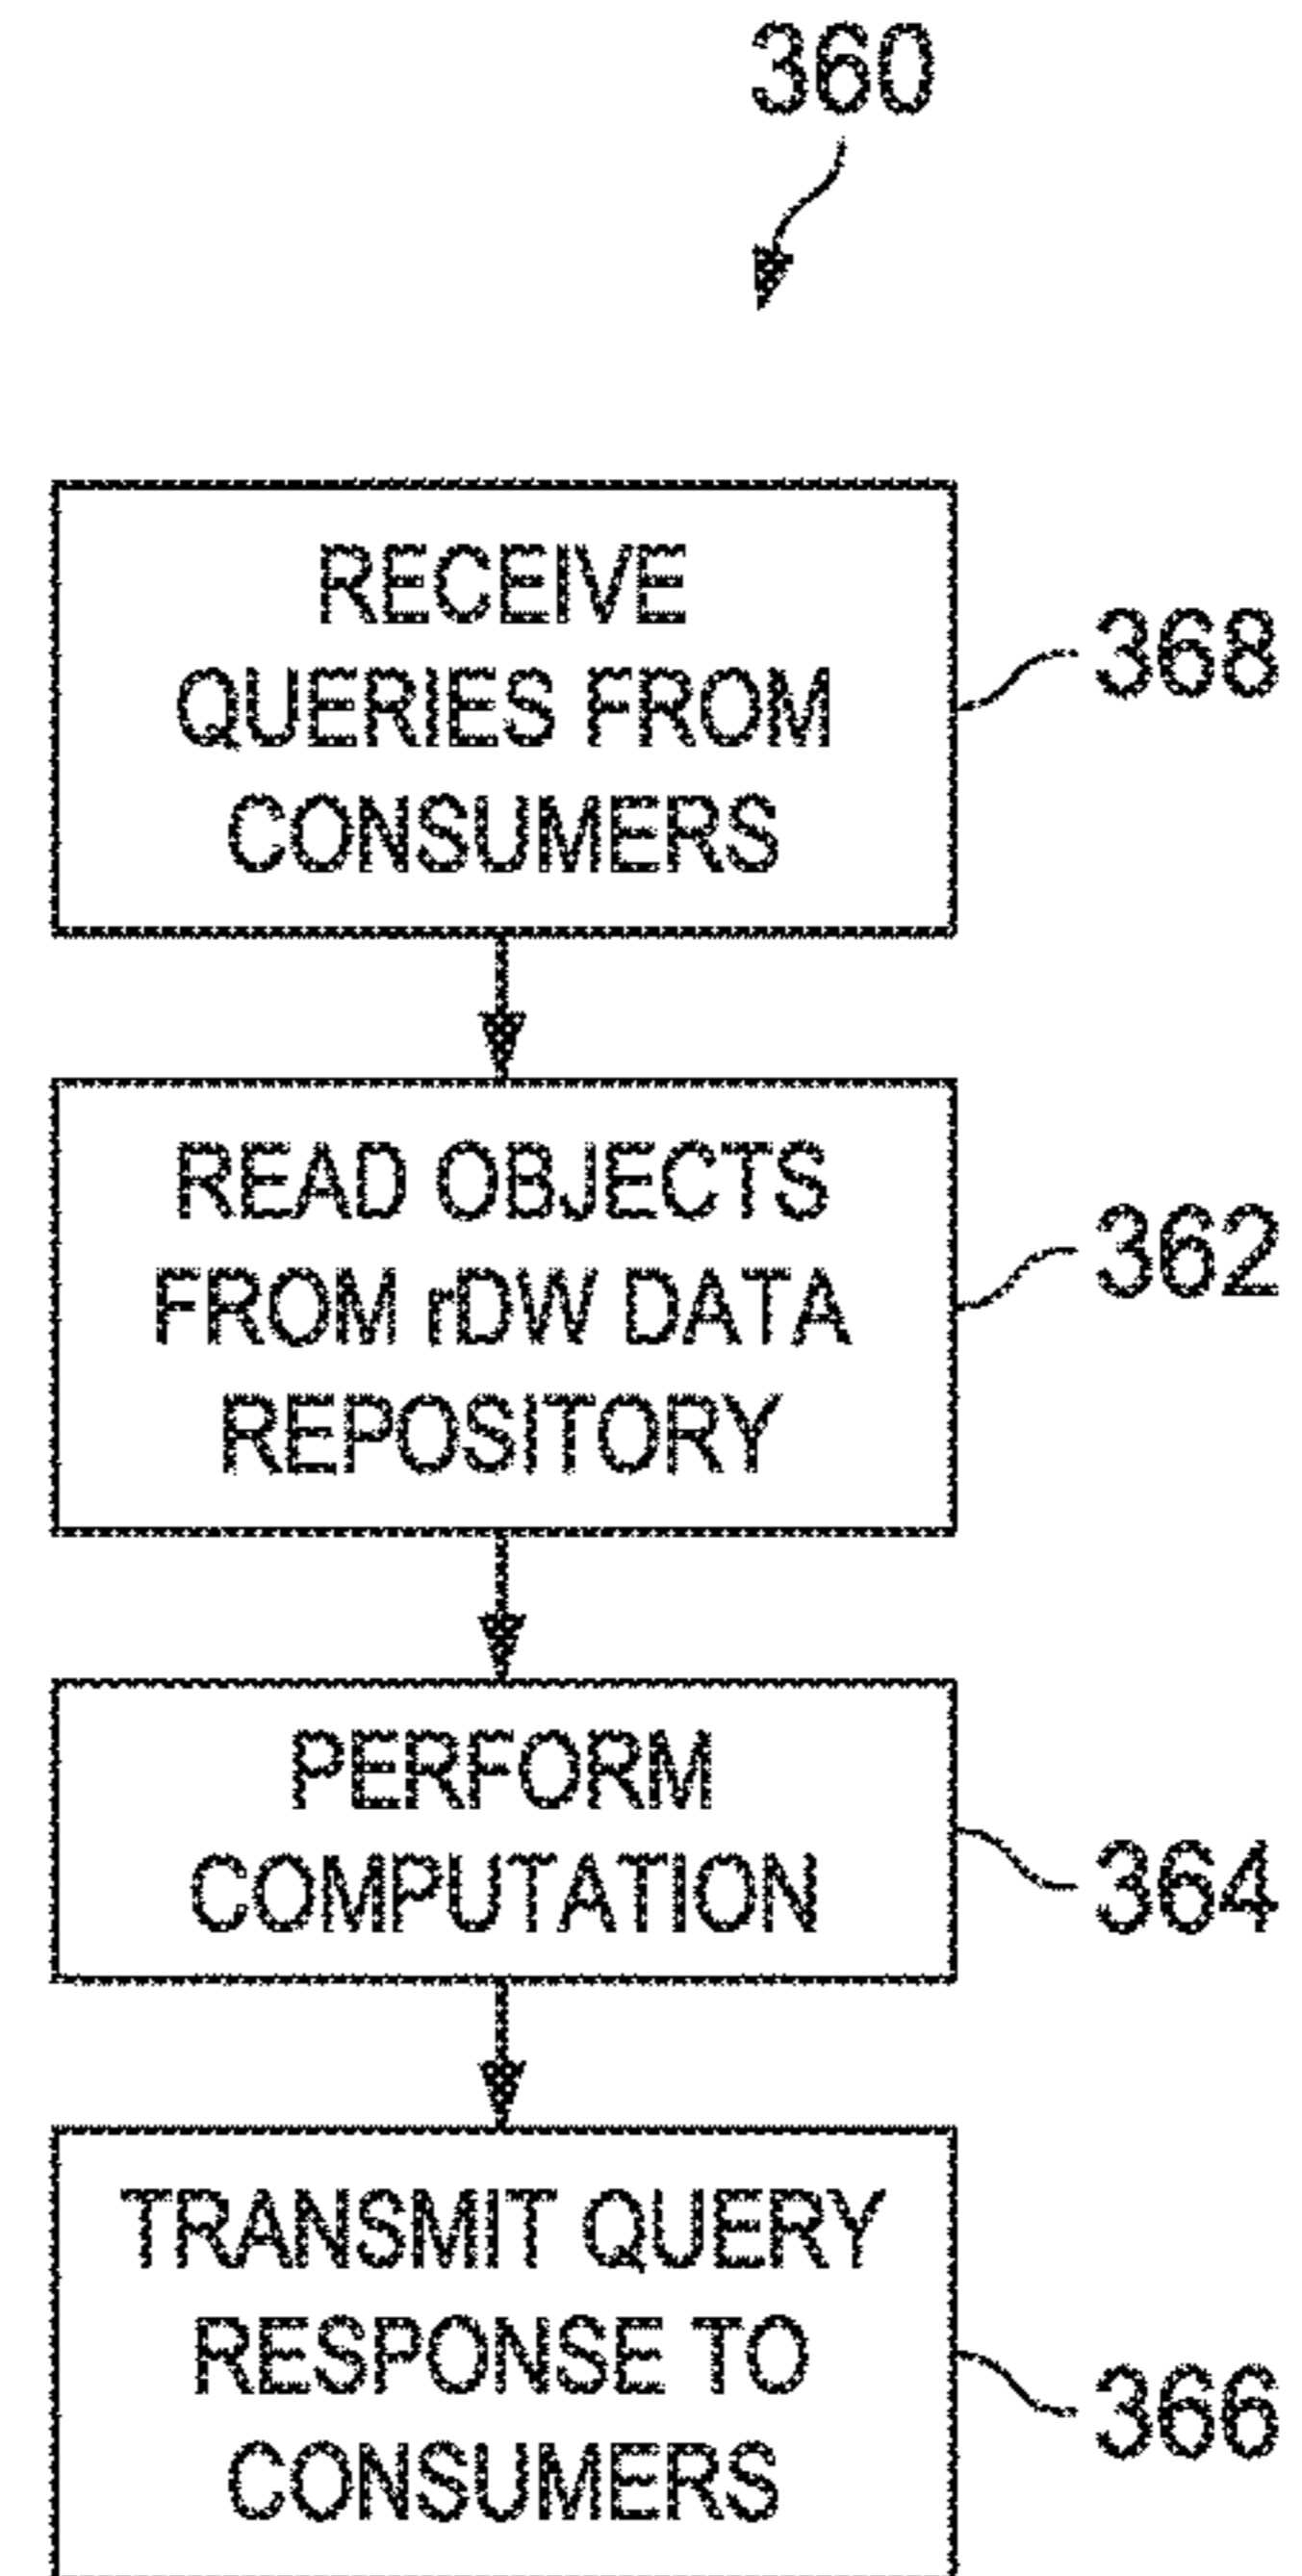 360
RECEIVE
QUERIES FROM
CONSUMERS
368
READ OBJECTS
FROM rDW DATA
REPOSITORY
362
PERFORM
COMPUTATION
364
TRANSMIT QUERY
RESPONSE TO
CONSUMERS
366